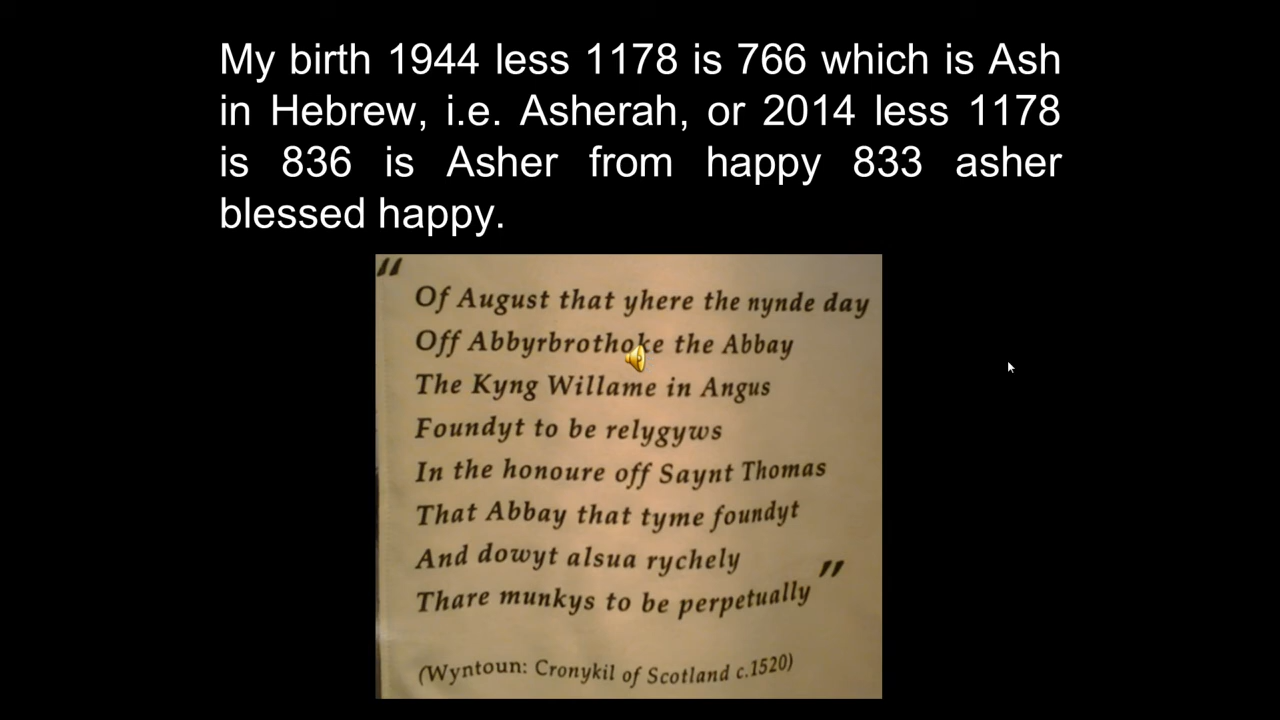 My birth 1944 less 1178 is 766 which is Ash
in Hebrew, i.e. Asherah, or 2014 less 1178
is 836 is Asher from happy 833 asher
blessed happy.
"
Of August that yhere the nynde day
Off Abbyrbrothoke the Abbay
The Kyng Willame in Angus
Foundyt to be relygyws
In the honoure off Saynt Thomas
That Abbay that tyme foundyt
And dowyt alsua rychely
Thare munkys to be perpetually"
(Wyntoun: Cronykil of Scotland c.1520)